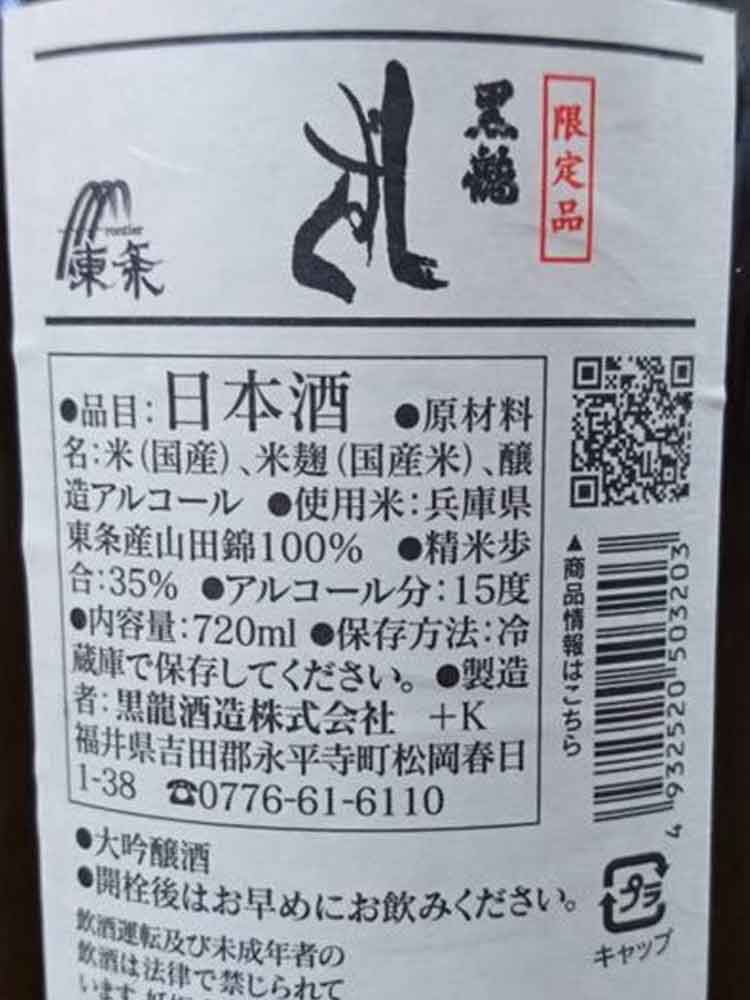 限定品
黒龍
rontier
東条
●品目：日本酒　●原材料
名：米（国産）、米麹（国産米）、醸
造アルコール ●使用米：兵庫県
東条産山田錦100% ●精米歩
合：35% ●アルコール分：15度
●内容量：720ml ●保存方法：冷
蔵庫で保存してください。●製造
者：黒龍酒造株式会社　+K
福井県吉田郡永平寺町松岡春日
1-38　☎0776-61-6110
▲商品情報はこちら
4 932520 503203
●大吟醸酒
●開栓後はお早めにお飲みください。
プラ
キャップ
飲酒運転及び未成年者の
飲酒は法律で禁じられて
います。